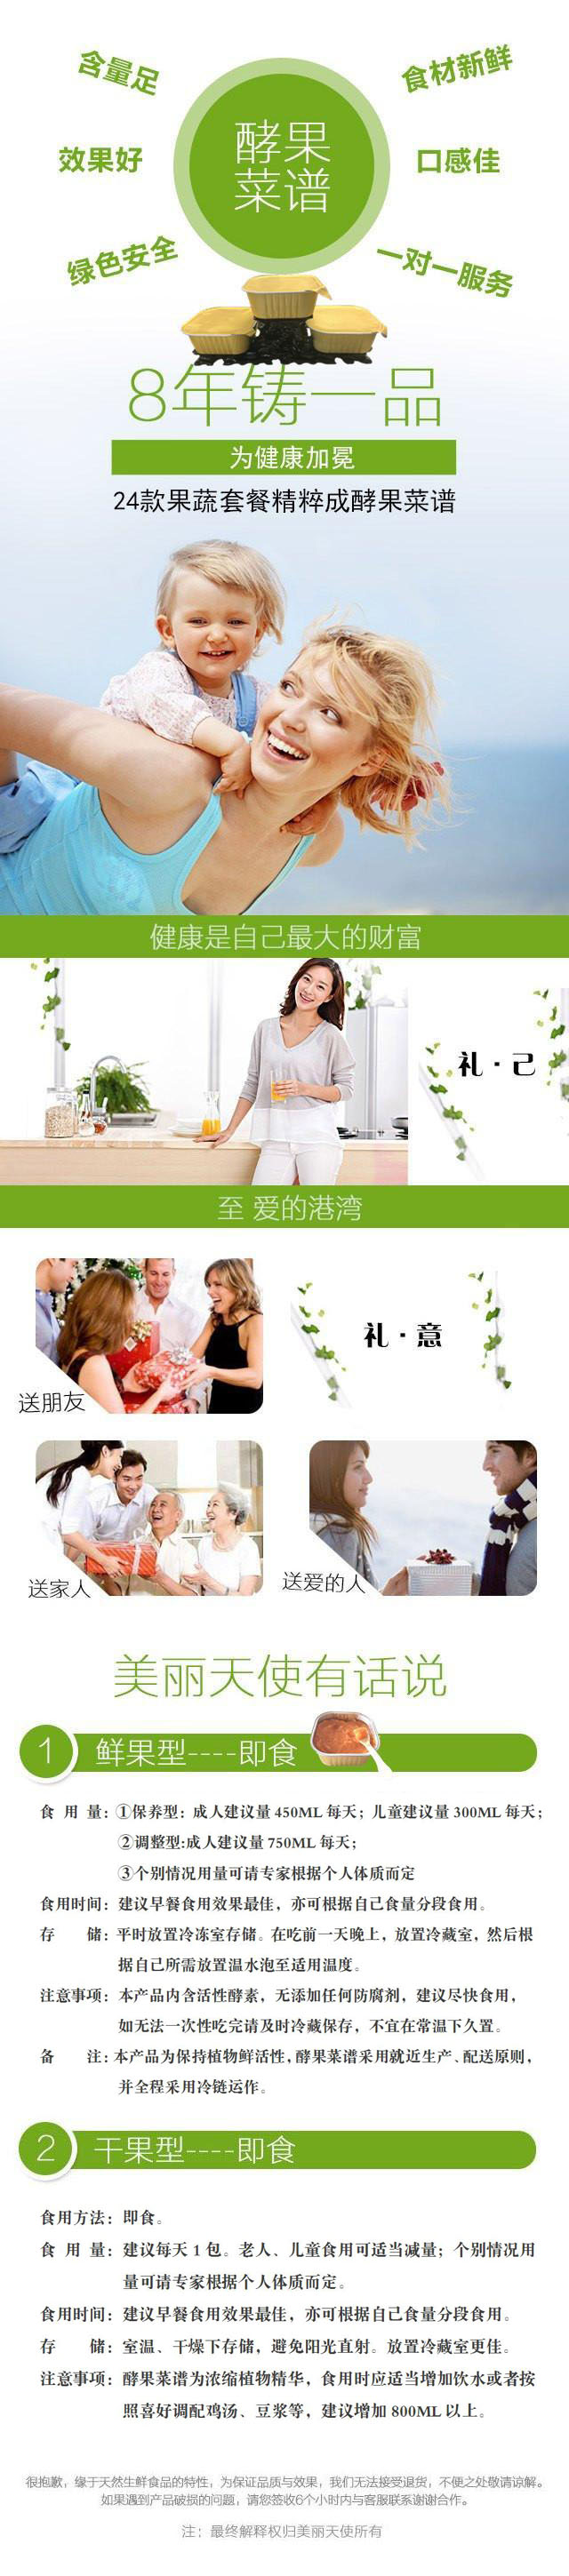 含量足
食材新鲜
效果好
口感佳
绿色安全
一对一服务
酵果
菜谱
8年铸一品
为健康加冕
24款果蔬套餐精粹成酵果菜谱
健康是自己最大的财富
礼·己
至 爱的港湾
礼·意
送朋友
送家人
送爱的人
美丽天使有话说
1 鲜果型----即食
食 用 量：①保养型：成人建议量 450ML 每天；儿童建议量 300ML 每天；
②调整型:成人建议量 750ML 每天；
③个别情况用量可请专家根据个人体质而定
食用时间：建议早餐食用效果最佳，亦可根据自己食量分段食用。
存 储：平时放置冷冻室存储。在吃前一天晚上，放置冷藏室，然后根
据自己所需放置温水泡至适用温度。
注意事项：本产品内含活性酵素，无添加任何防腐剂，建议尽快食用，
如无法一次性吃完请及时冷藏保存，不宜在常温下久置。
备 注：本产品为保持植物鲜活性，酵果菜谱采用就近生产、配送原则，
并全程采用冷链运作。
2 干果型----即食
食用方法：即食。
食 用 量：建议每天 1 包。老人、儿童食用可适当减量；个别情况用
量可请专家根据个人体质而定。
食用时间：建议早餐食用效果最佳，亦可根据自己食量分段食用。
存 储：室温、干燥下存储，避免阳光直射。放置冷藏室更佳。
注意事项：酵果菜谱为浓缩植物精华，食用时应适当增加饮水或者按
照喜好调配鸡汤、豆浆等，建议增加 800ML 以上。
很抱歉，缘于天然生鲜食品的特性，为保证品质与效果，我们无法接受退货，不便之处敬请谅解。
如果遇到产品破损的问题，请您签收6个小时内与客服联系谢谢合作。
注：最终解释权归美丽天使所有